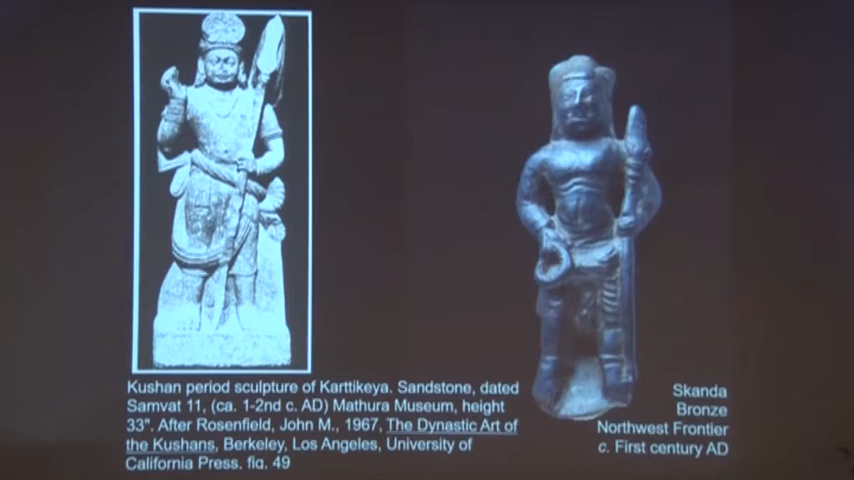 Kushan period sculpture of Karttikeya. Sandstone, dated
Samvat 11, (ca. 1-2nd c. AD) Mathura Museum, height
33". After Rosenfield, John M., 1967, The Dynastic Art of
the Kushans, Berkeley, Los Angeles, University of
California Press, fig. 49
Skanda
Bronze
Northwest Frontier
c. First century AD